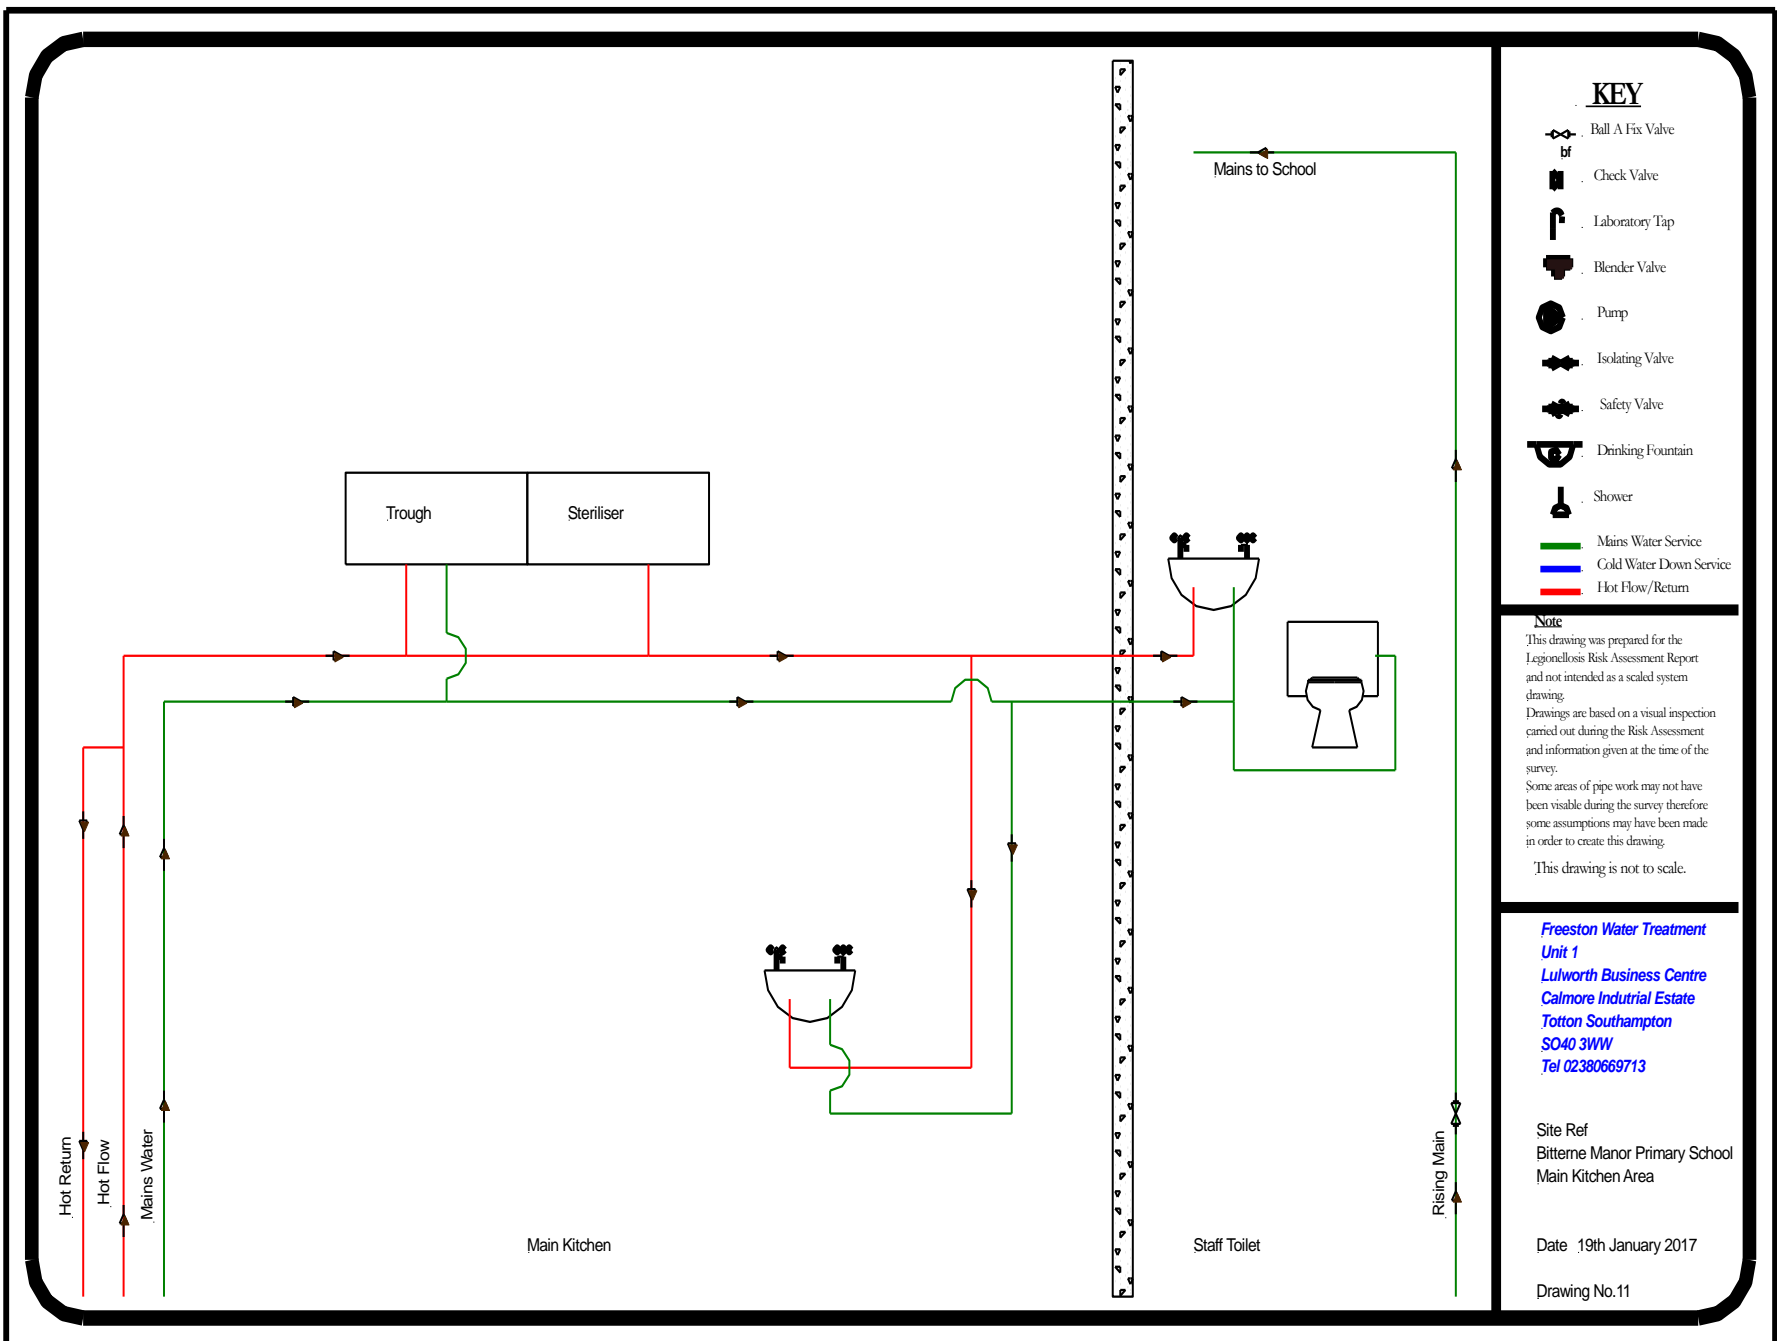 Mains to School
Trough
Steriliser
Hot Return
Hot Flow
Mains Water
Main Kitchen
Staff Toilet
Rising Main
KEY
Ball A Fix Valve
bf
Check Valve
Laboratory Tap
Blender Valve
Pump
Isolating Valve
Safety Valve
Drinking Fountain
Shower
Mains Water Service
Cold Water Down Service
Hot Flow/Return
Note
This drawing was prepared for the
Legionellosis Risk Assessment Report
and not intended as a scaled system
drawing.
Drawings are based on a visual inspection
carried out during the Risk Assessment
and information given at the time of the
survey.
Some areas of pipe work may not have
been visable during the survey therefore
some assumptions may have been made
in order to create this drawing.
This drawing is not to scale.
Freeston Water Treatment
Unit 1
Lulworth Business Centre
Calmore Indutrial Estate
Totton Southampton
SO40 3WW
Tel 02380669713
Site Ref
Bitterne Manor Primary School
Main Kitchen Area
Date 19th January 2017
Drawing No.11